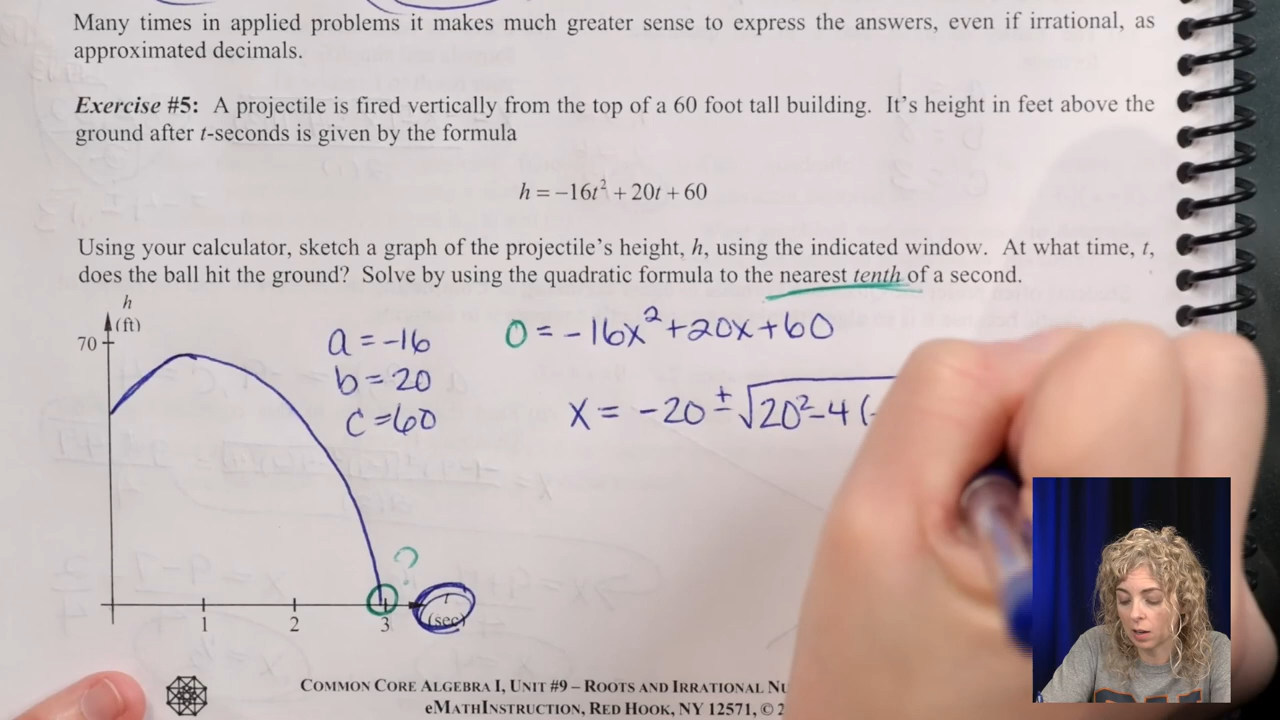 Many times in applied problems it makes much greater sense to express the answers, even if irrational, as
approximated decimals.
Exercise #5: A projectile is fired vertically from the top of a 60 foot tall building. It's height in feet above the
ground after t-seconds is given by the formula
h = −16t² + 20t + 60
Using your calculator, sketch a graph of the projectile's height, h, using the indicated window. At what time, t,
does the ball hit the ground? Solve by using the quadratic formula to the nearest tenth of a second.
h
(ft)
70
a = -16
b = 20
c = 60
0 = -16x² + 20x + 60
x = -20 ± √20² - 4(-
?
1 2 3
(sec)
COMMON CORE ALGEBRA I, UNIT #9 – ROOTS AND IRRATIONAL
EMATHINSTRUCTION, RED HOOK, NY 12571, ©